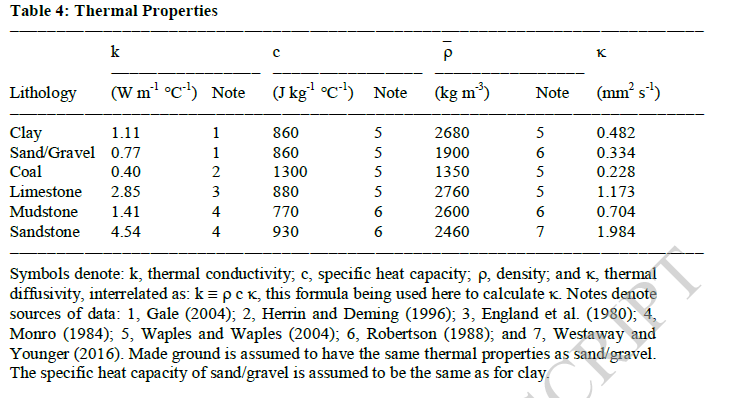 Table 4: Thermal Properties
k c ρ̅ κ
Lithology (W m⁻¹ °C⁻¹) Note (J kg⁻¹ °C⁻¹) Note (kg m⁻³) Note (mm² s⁻¹)
Clay 1.11 1 860 5 2680 5 0.482
Sand/Gravel 0.77 1 860 5 1900 6 0.334
Coal 0.40 2 1300 5 1350 5 0.228
Limestone 2.85 3 880 5 2760 5 1.173
Mudstone 1.41 4 770 6 2600 6 0.704
Sandstone 4.54 4 930 6 2460 7 1.984
Symbols denote: k, thermal conductivity; c, specific heat capacity; ρ, density; and κ, thermal
diffusivity, interrelated as: k ≡ ρ c κ, this formula being used here to calculate κ. Notes denote
sources of data: 1, Gale (2004); 2, Herrin and Deming (1996); 3, England et al. (1980); 4,
Monro (1984); 5, Waples and Waples (2004); 6, Robertson (1988); and 7, Westaway and
Younger (2016). Made ground is assumed to have the same thermal properties as sand/gravel.
The specific heat capacity of sand/gravel is assumed to be the same as for clay.